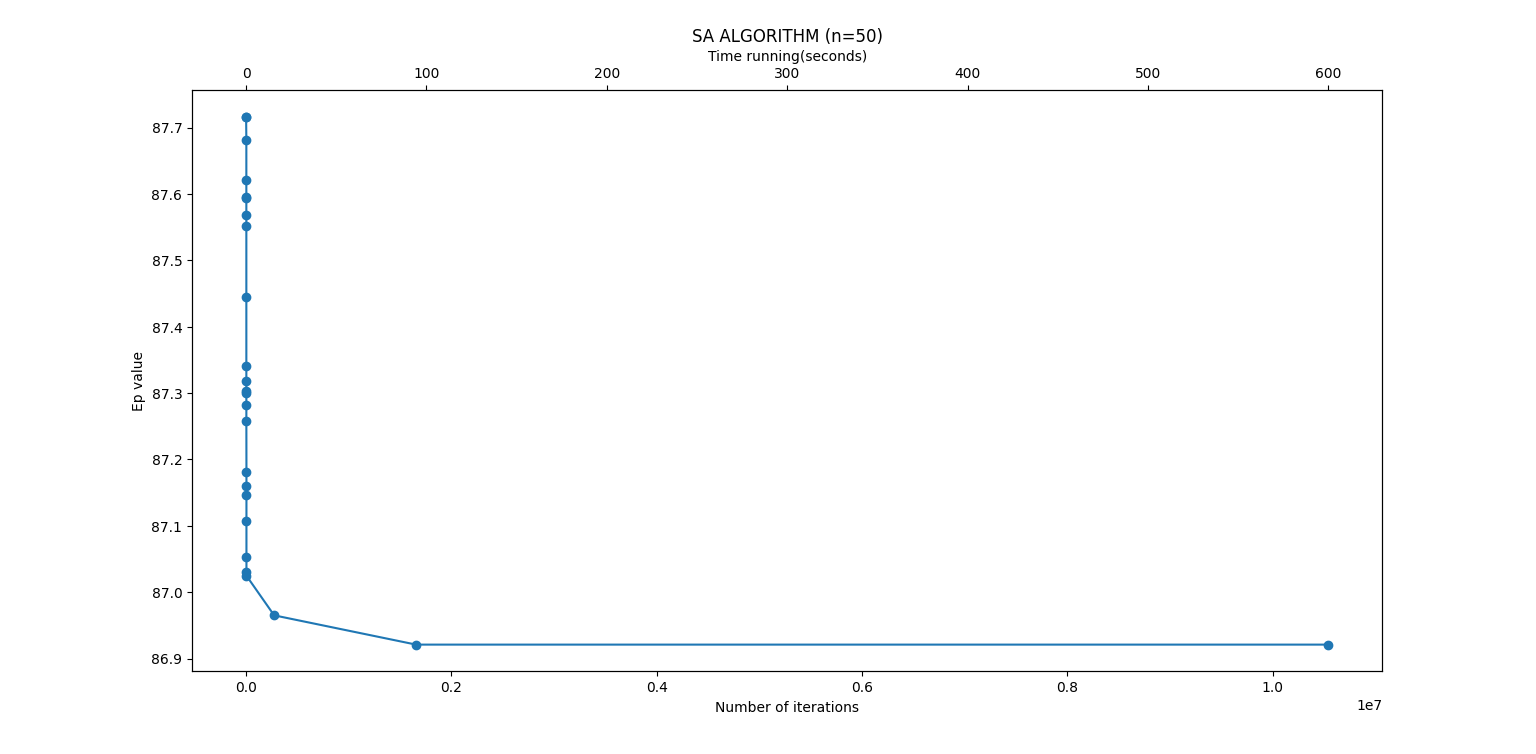 SA ALGORITHM (n=50)
Time running(seconds)
0 100 200 300 400 500 600
87.7
87.6
87.5
87.4
87.3
87.2
87.1
87.0
86.9
Ep value
0.0 0.2 0.4 0.6 0.8 1.0
Number of iterations
1e7